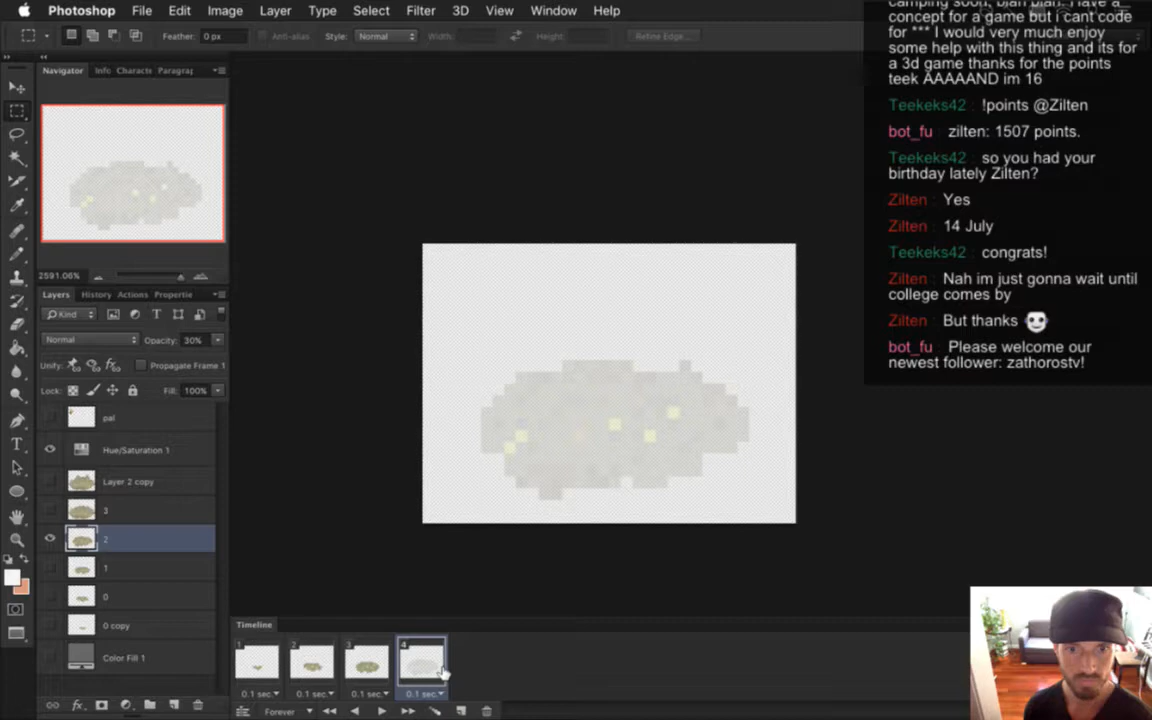 Photoshop File Edit Image Layer Type Select Filter 3D View Window Help
Feather: 0 px Anti-alias Style: Normal Width: Height: Refine Edge...
Navigator Info Characte Paragraj
2591.06%
Layers History Actions Propertie
Kind
Normal Opacity: 30%
Unify: Propagate Frame 1
Lock: Fill: 100%
pal
Hue/Saturation 1
Layer 2 copy
3
2
1
0
0 copy
Color Fill 1
Timeline
1 2 3 4
0.1 sec. 0.1 sec. 0.1 sec. 0.1 sec.
Forever
concept for a game but i cant code
for *** I would very much enjoy
some help with this thing and its for
a 3d game thanks for the points
teek AAAAAND im 16
Teekeks42 : !points @Zilten
bot_fu : zilten: 1507 points.
Teekeks42 : so you had your
birthday lately Zilten?
Zilten : Yes
Zilten : 14 July
Teekeks42 : congrats!
Zilten : Nah im just gonna wait until
college comes by
Zilten : But thanks
bot_fu : Please welcome our
newest follower: zathorostv!